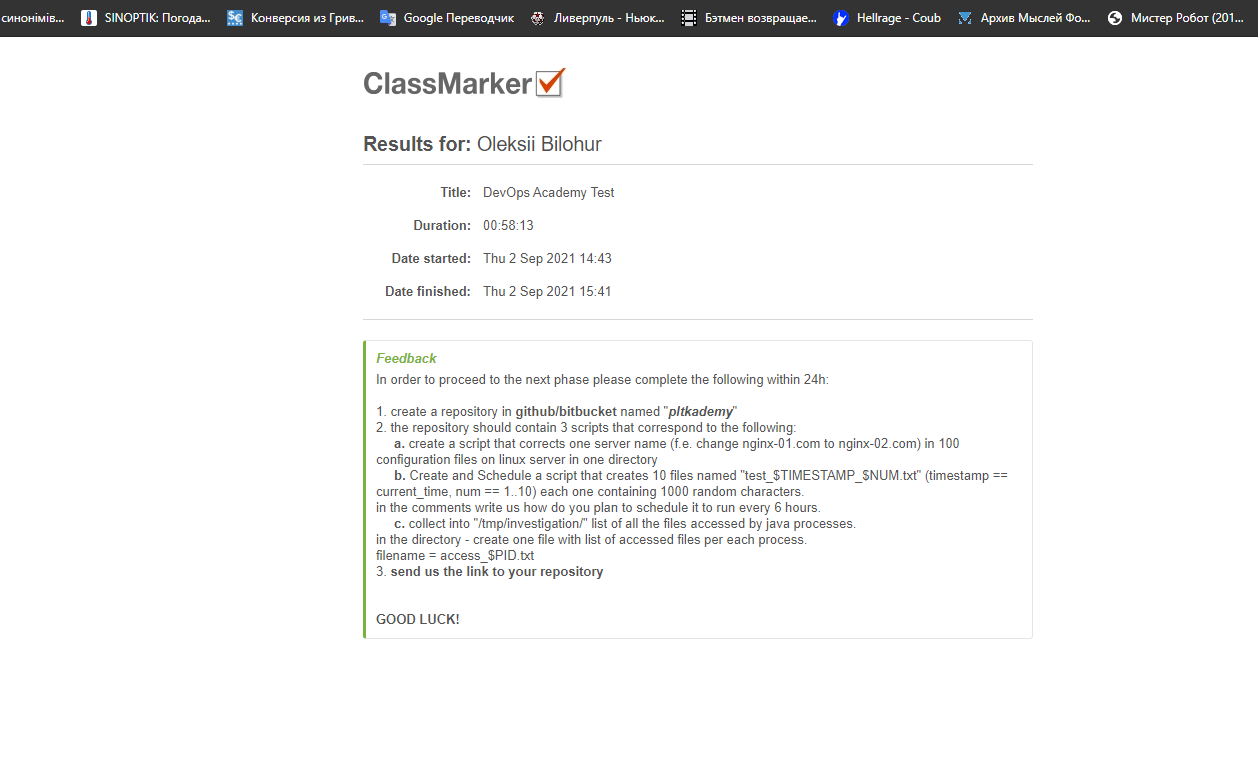 синонімів... SINOPTIK: Погода... Конверсия из Грив... Google Переводчик Ливерпуль - Ньюк... Бэтмен возвращае... Hellrage - Coub Архив Мыслей Фо... Мистер Робот (201...
ClassMarker
Results for: Oleksii Bilohur
Title: DevOps Academy Test
Duration: 00:58:13
Date started: Thu 2 Sep 2021 14:43
Date finished: Thu 2 Sep 2021 15:41
Feedback
In order to proceed to the next phase please complete the following within 24h:
1. create a repository in github/bitbucket named "pltkademy"
2. the repository should contain 3 scripts that correspond to the following:
a. create a script that corrects one server name (f.e. change nginx-01.com to nginx-02.com) in 100
configuration files on linux server in one directory
b. Create and Schedule a script that creates 10 files named "test_$TIMESTAMP_$NUM.txt" (timestamp ==
current_time, num == 1..10) each one containing 1000 random characters.
in the comments write us how do you plan to schedule it to run every 6 hours.
c. collect into "/tmp/investigation/" list of all the files accessed by java processes.
in the directory - create one file with list of accessed files per each process.
filename = access_$PID.txt
3. send us the link to your repository
GOOD LUCK!